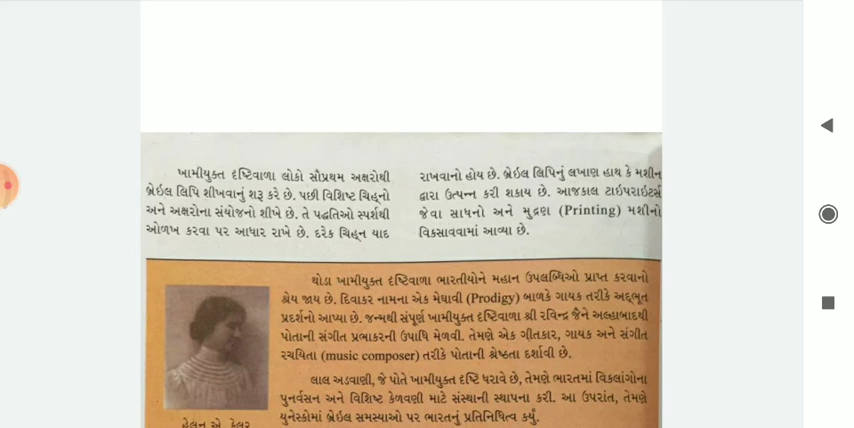 ખામીયુક્ત દૃષ્ટિવાળા લોકો સૌપ્રથમ અક્ષરોથી
બ્રેઇલ લિપિ શીખવાનું શરૂ કરે છે. પછી વિશિષ્ટ ચિહ્નો
અને અક્ષરોના સંયોજનો શીખે છે. તે પદ્ધતિઓ સ્પર્શથી
ઓળખ કરવા પર આધાર રાખે છે. દરેક ચિહ્ન યાદ
રાખવાનો હોય છે. બ્રેઇલ લિપિનું લખાણ હાથ કે મશીન
દ્વારા ઉત્પન્ન કરી શકાય છે. આજકાલ ટાઇપરાઇટર્સ
જેવા સાધનો અને મુદ્રણ (Printing) મશીનો
વિકસાવવામાં આવ્યા છે.
થોડા ખામીયુક્ત દૃષ્ટિવાળા ભારતીયોને મહાન ઉપલબ્ધિઓ પ્રાપ્ત કરવાનો
શ્રેય જાય છે. દિવાકર નામના એક મેધાવી (Prodigy) બાળકે ગાયક તરીકે અદ્ભૂત
પ્રદર્શનો આપ્યા છે. જન્મથી સંપૂર્ણ ખામીયુક્ત દૃષ્ટિવાળા શ્રી રવિન્દ્ર જૈને અલ્હાબાદથી
પોતાની સંગીત પ્રભાકરની ઉપાધિ મેળવી. તેમણે એક ગીતકાર, ગાયક અને સંગીત
રચયિતા (music composer) તરીકે પોતાની શ્રેષ્ઠતા દર્શાવી છે.
લાલ અડવાણી, જે પોતે ખામીયુક્ત દૃષ્ટિ ધરાવે છે, તેમણે ભારતમાં વિકલાંગોના
પુનર્વસન અને વિશિષ્ટ કેળવણી માટે સંસ્થાની સ્થાપના કરી. આ ઉપરાંત, તેમણે
યુનેસ્કોમાં બ્રેઇલ સમસ્યાઓ પર ભારતનું પ્રતિનિધિત્વ કર્યું.
હેલન એ. કેલર